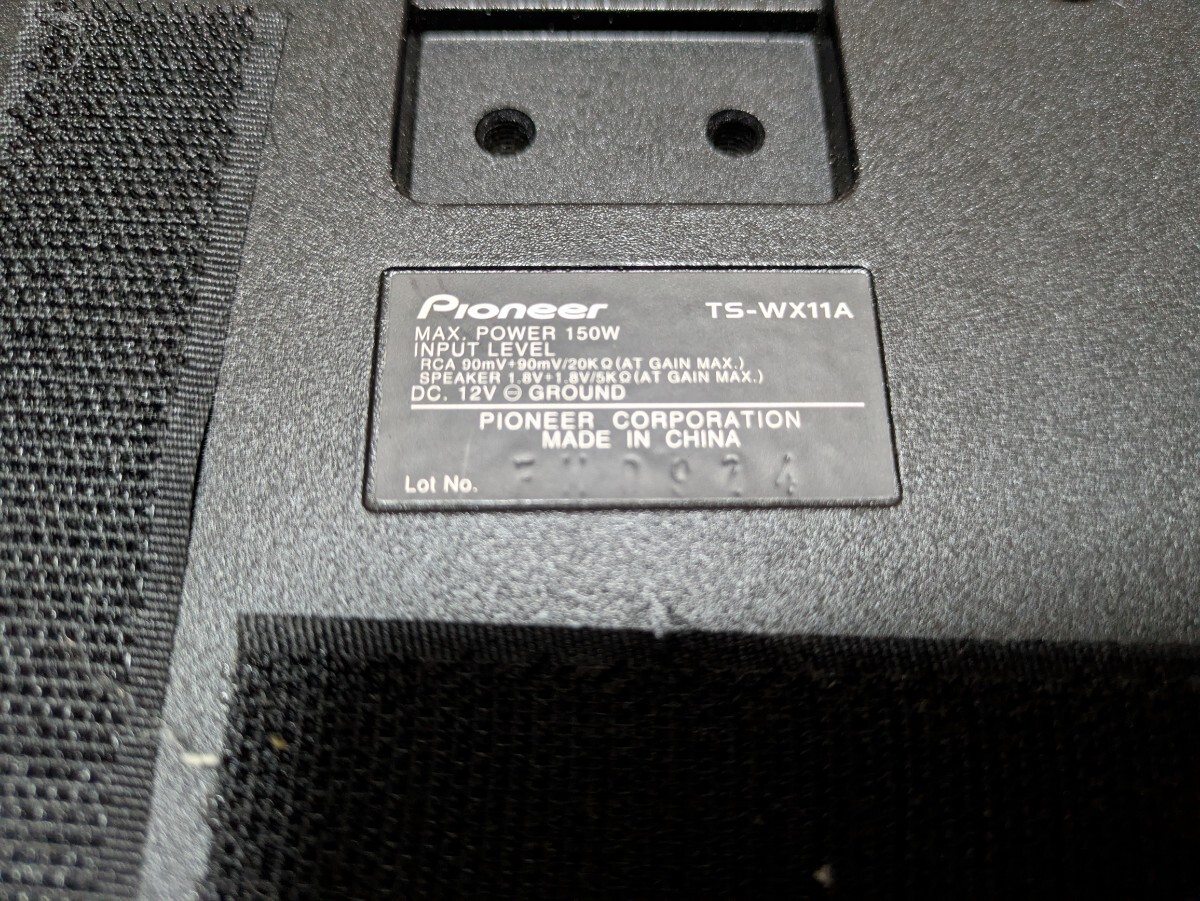 Pioneer TS-WX11A
MAX. POWER 150W
INPUT LEVEL
RCA 90mV+90mV/20KΩ(AT GAIN MAX.)
SPEAKER 1.8V+1.8V/5KΩ(AT GAIN MAX.)
DC. 12V ⊖ GROUND
PIONEER CORPORATION
MADE IN CHINA
Lot No.